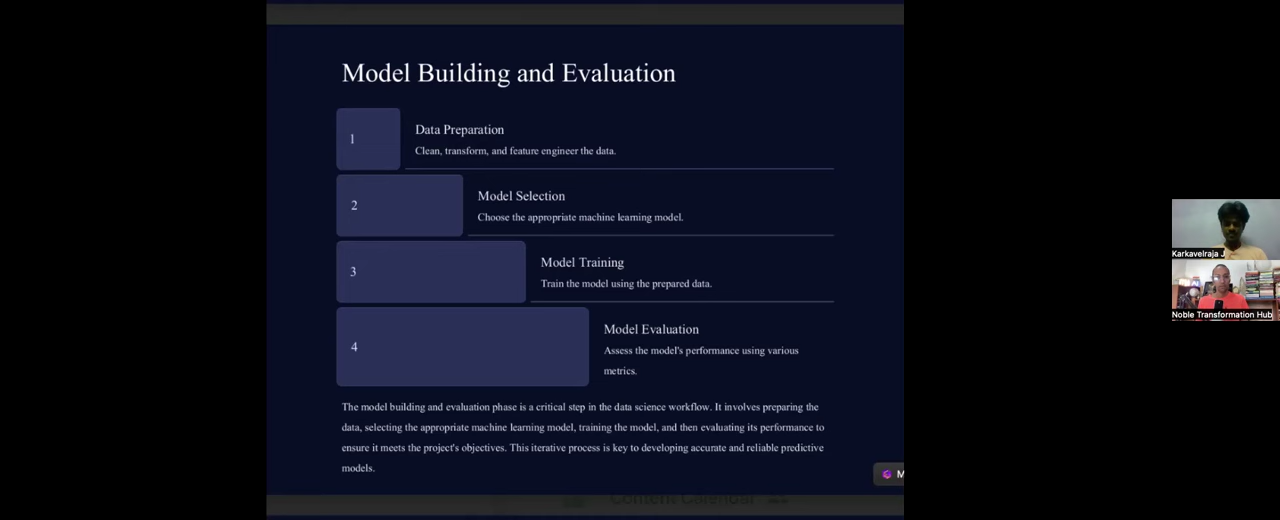 Model Building and Evaluation
1
Data Preparation
Clean, transform, and feature engineer the data.
2
Model Selection
Choose the appropriate machine learning model.
3
Model Training
Train the model using the prepared data.
4
Model Evaluation
Assess the model's performance using various
metrics.
The model building and evaluation phase is a critical step in the data science workflow. It involves preparing the
data, selecting the appropriate machine learning model, training the model, and then evaluating its performance to
ensure it meets the project's objectives. This iterative process is key to developing accurate and reliable predictive
models.
M
Content Calendar
Karkavelraja J
Noble Transformation Hub